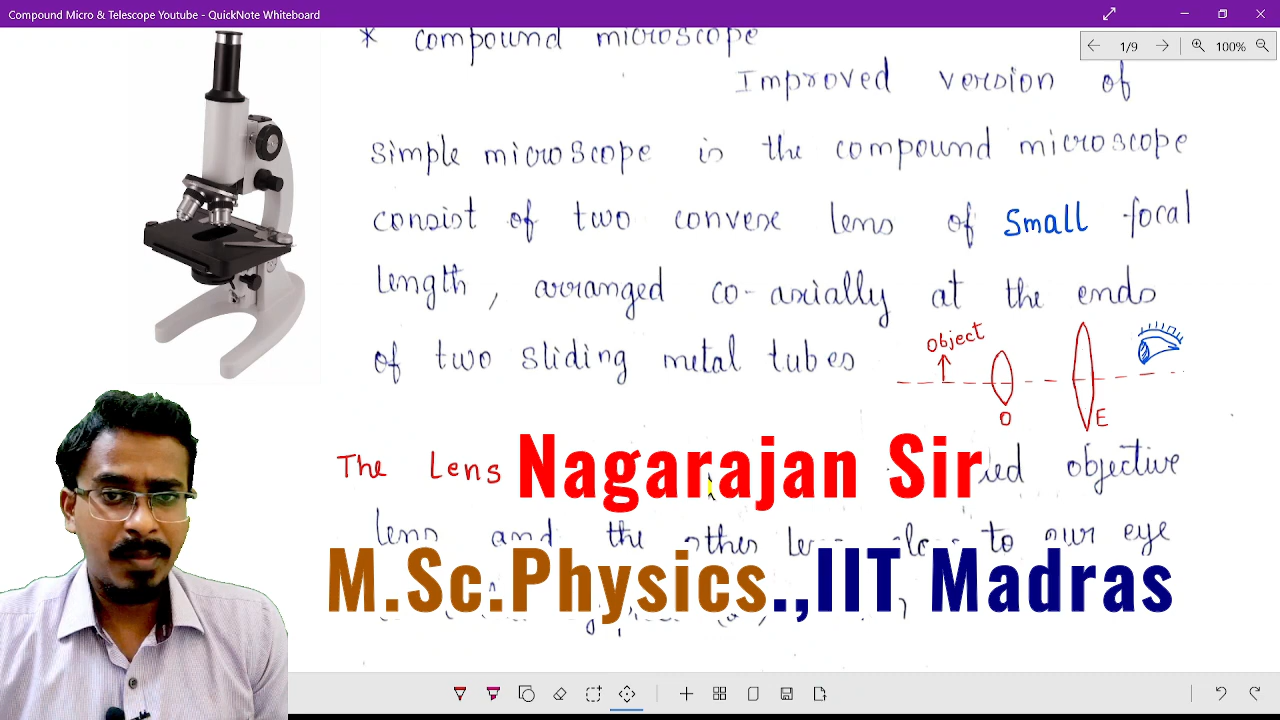 Compound Micro & Telescope Youtube - QuickNote Whiteboard
1/9
100%
* compound microscope
Improved version of
simple microscope is the compound microscope
consist of two convex lens of small focal
length, arranged co-axially at the ends
of two sliding metal tubes
object
O
E
The Lens
objective
Nagarajan Sir
lens and the other to our eye
M.Sc.Physics.,IIT Madras